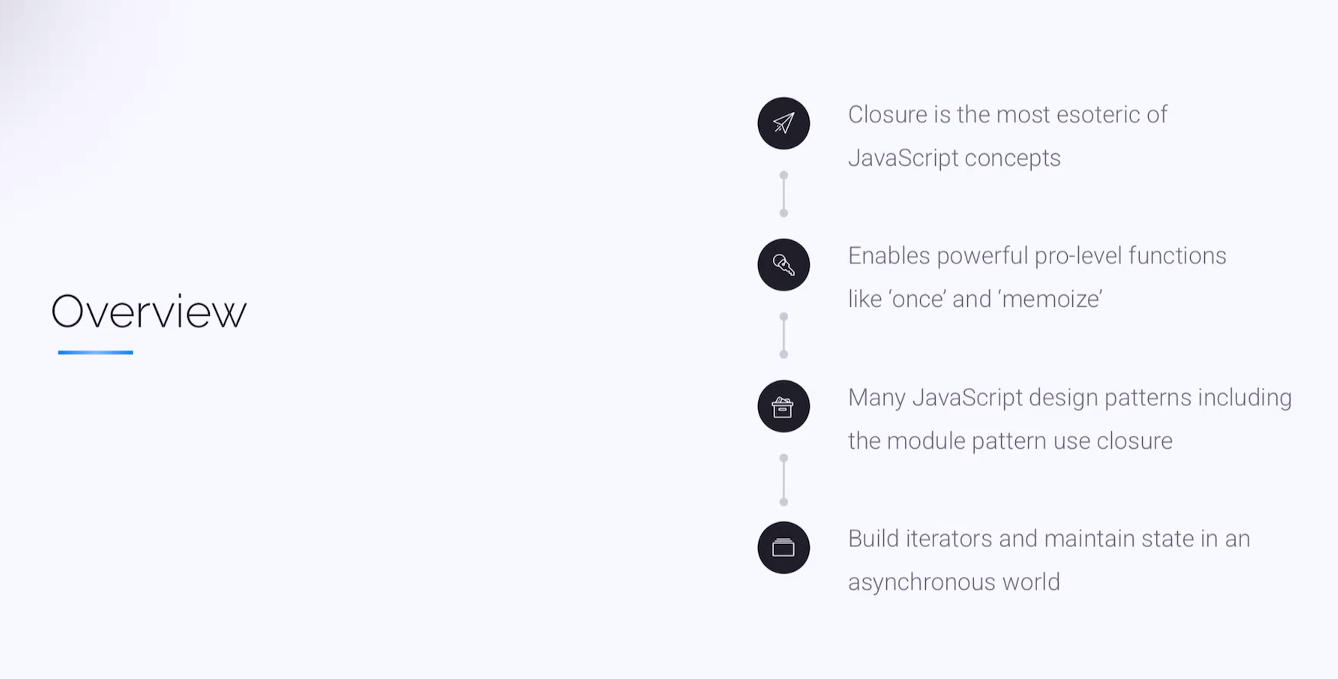 Overview
Closure is the most esoteric of
JavaScript concepts
Enables powerful pro-level functions
like ‘once’ and ‘memoize’
Many JavaScript design patterns including
the module pattern use closure
Build iterators and maintain state in an
asynchronous world